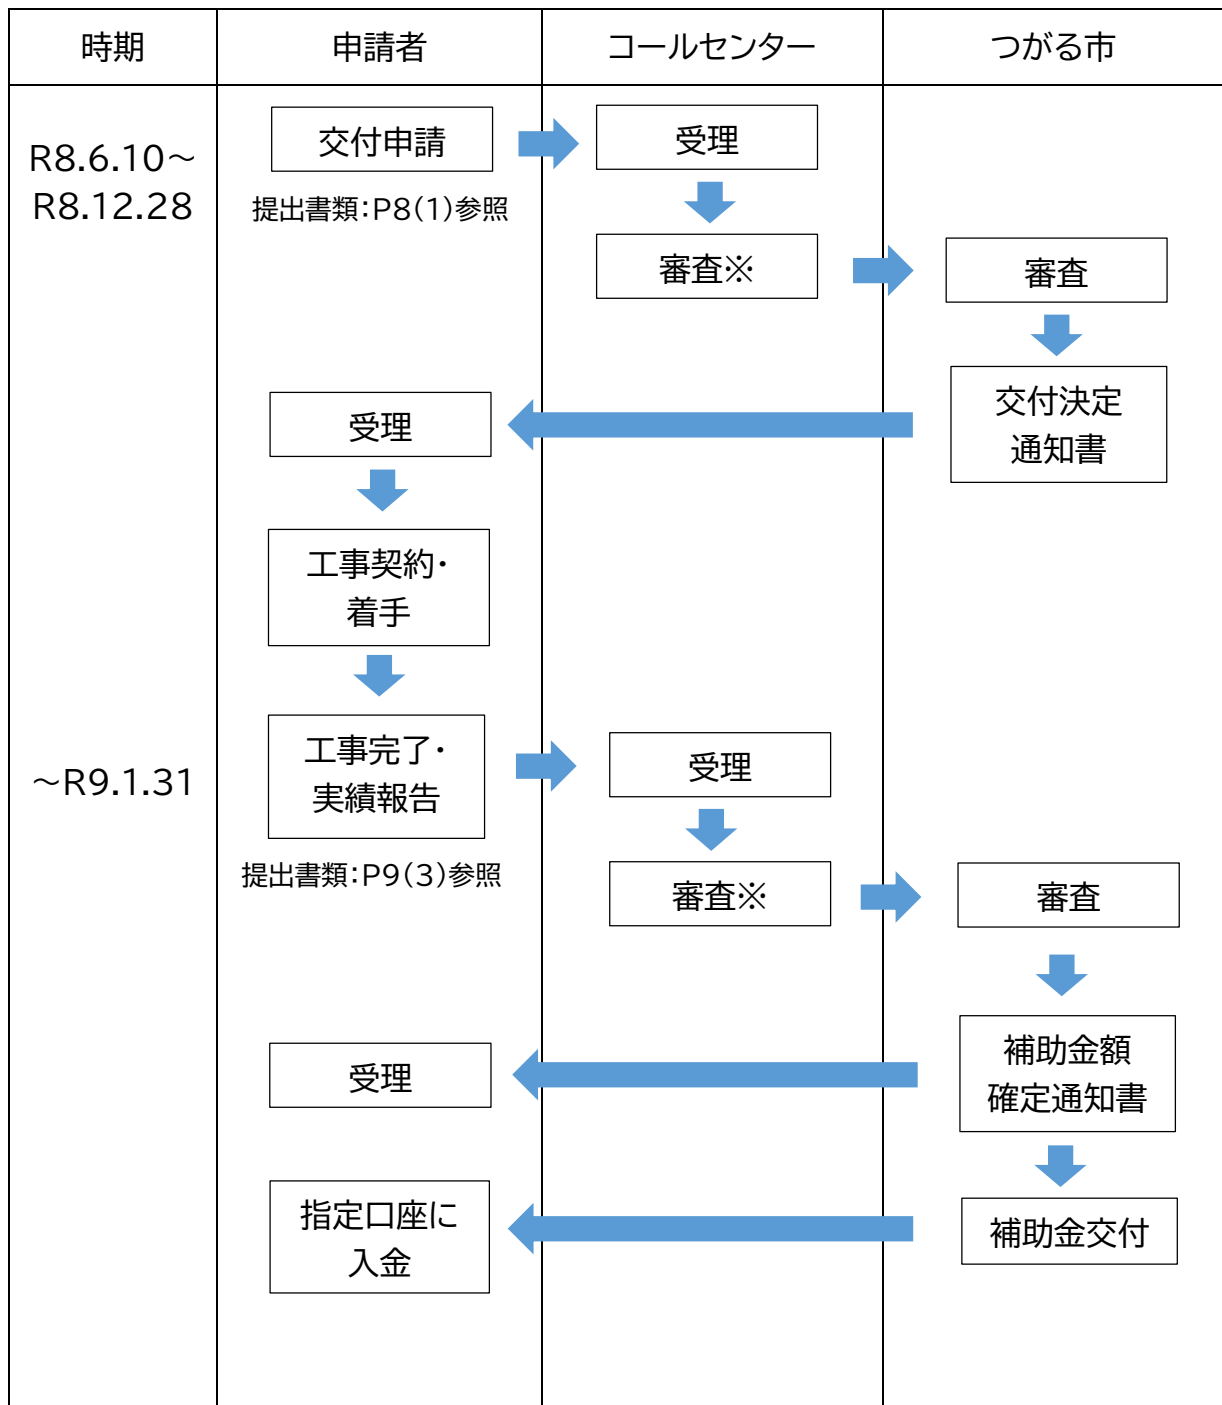 時期
申請者
コールセンター
つがる市
R8.6.10～
R8.12.28
交付申請
提出書類：P8(1)参照
受理
審査※
審査
交付決定
通知書
受理
工事契約・
着手
～R9.1.31
工事完了・
実績報告
提出書類：P9(3)参照
受理
審査※
審査
補助金額
確定通知書
受理
補助金交付
指定口座に
入金